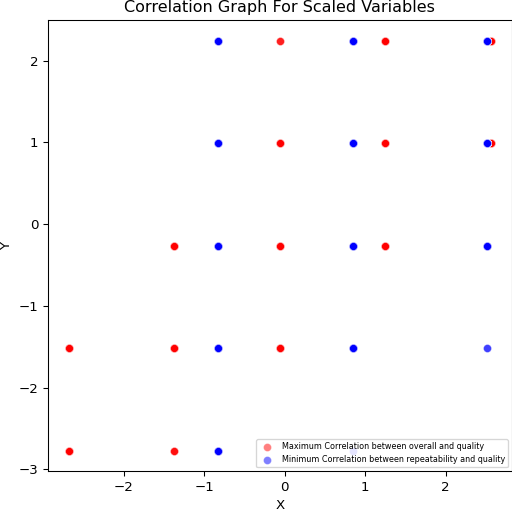 Correlation Graph For Scaled Variables
Y
2
1
0
−1
−2
−3
Maximum Correlation between overall and quality
Minimum Correlation between repeatability and quality
−2 −1 0 1 2
X